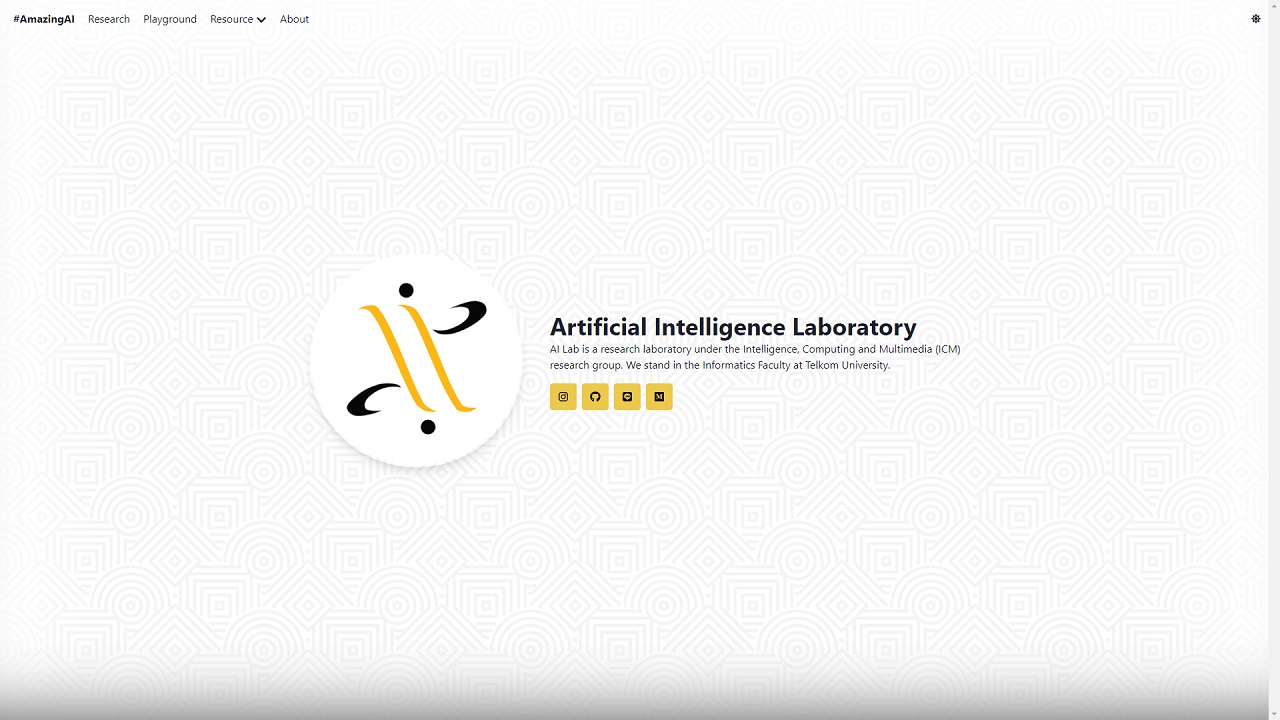 #AmazingAI Research Playground Resource About
Artificial Intelligence Laboratory
AI Lab is a research laboratory under the Intelligence, Computing and Multimedia (ICM)
research group. We stand in the Informatics Faculty at Telkom University.